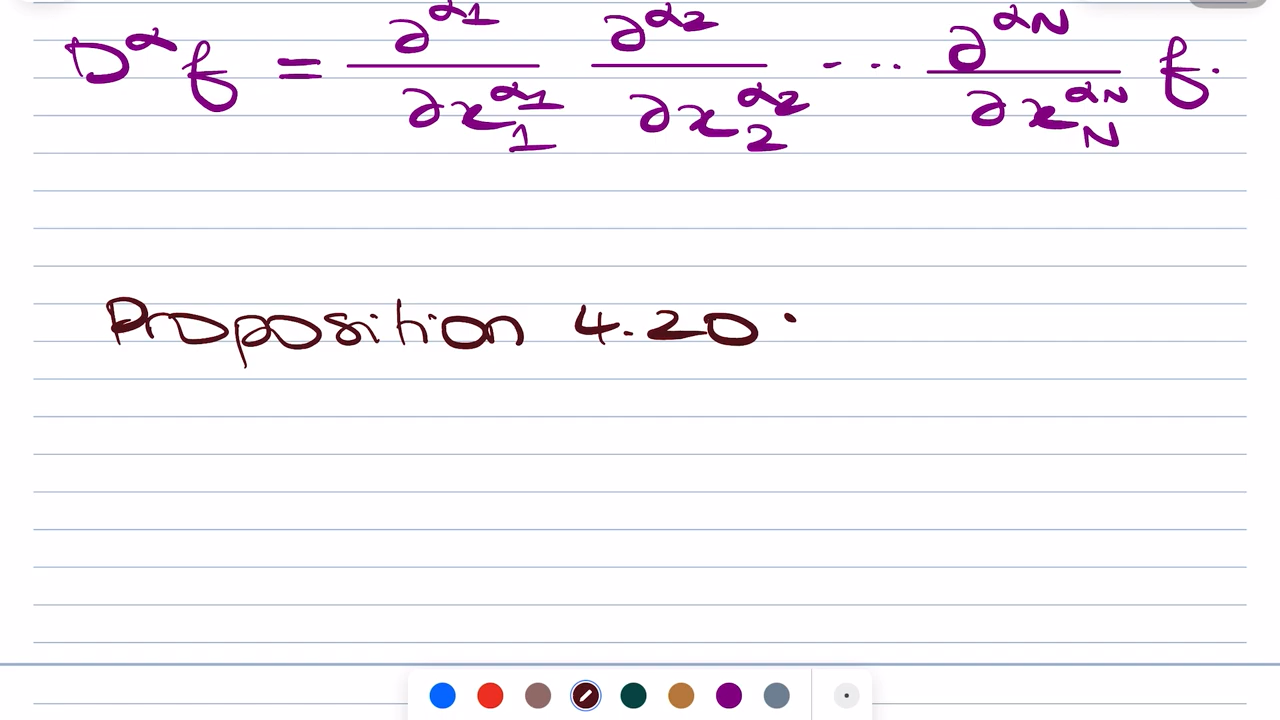 D^α f = ∂^α1/∂x_1^α1 ∂^α2/∂x_2^α2 ..... ∂^αN/∂x_N^αN f.
Proposition 4.20 .